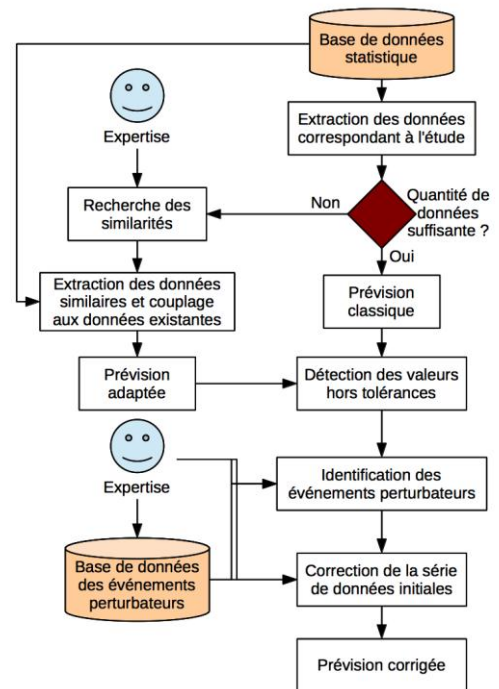 Base de données
statistique
Expertise
Extraction des données
correspondant à l'étude
Non
Quantité de
données
suffisante ?
Recherche des
similarités
Oui
Extraction des données
similaires et couplage
aux données existantes
Prévision
classique
Prévision
adaptée
Détection des valeurs
hors tolérances
Expertise
Identification des
événements perturbateurs
Base de données
des événements
perturbateurs
Correction de la série
de données initiales
Prévision corrigée